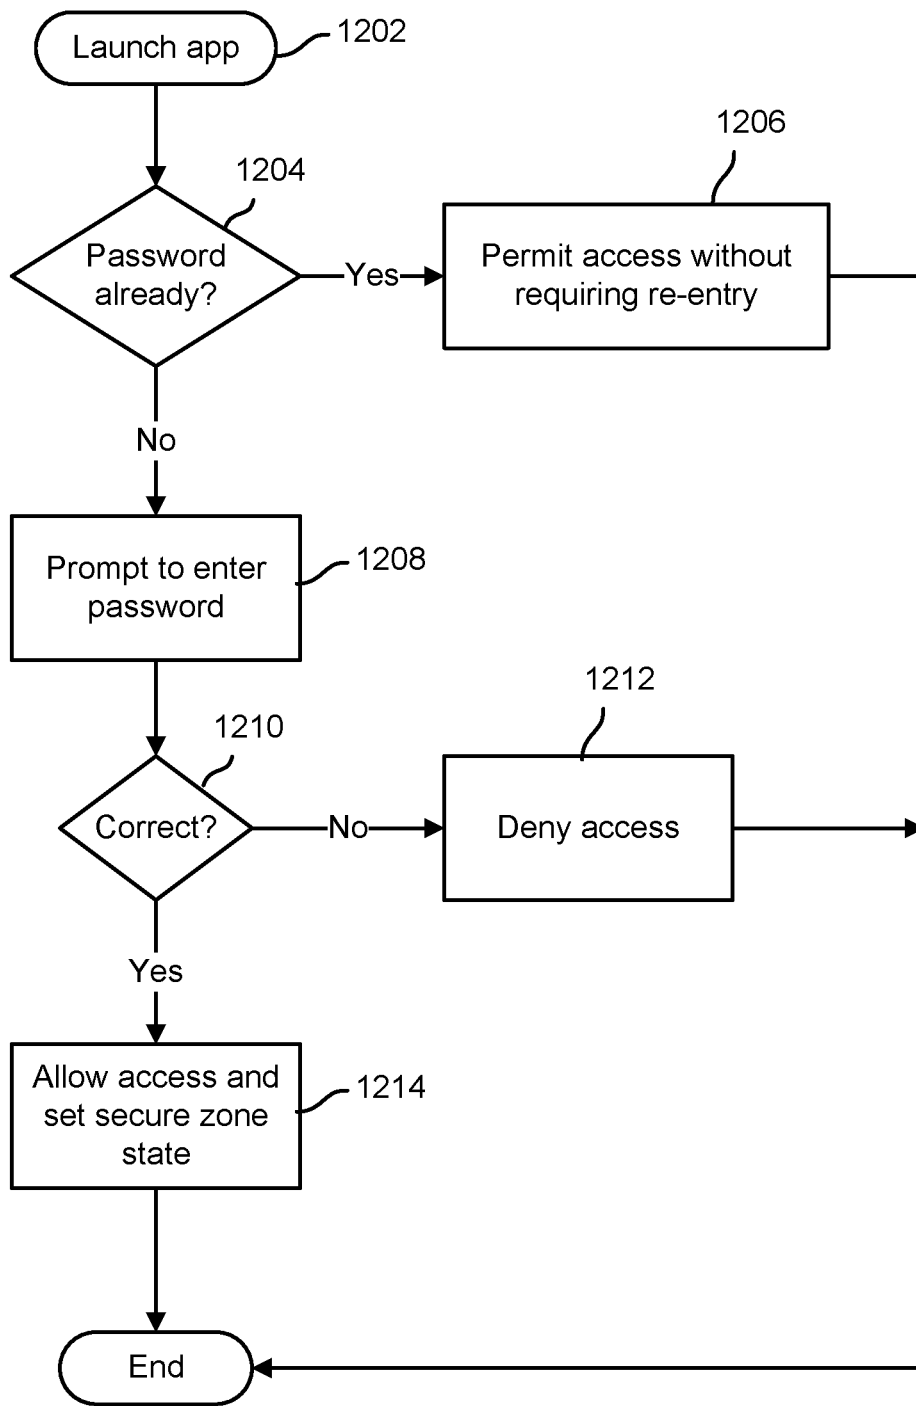 Launch app
1202
1204
1206
Password
already?
Yes
Permit access without
requiring re-entry
No
Prompt to enter
password
1208
1210
1212
Correct?
No
Deny access
Yes
Allow access and
set secure zone
state
1214
End